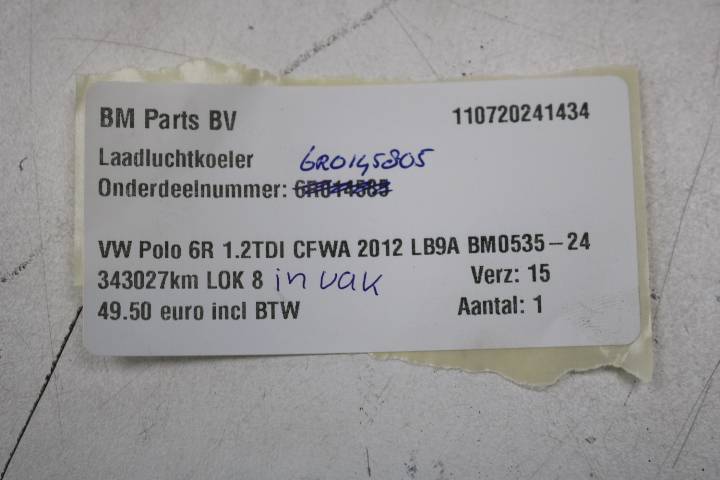 BM Parts BV 110720241434
Laadluchtkoeler 6R0145805
Onderdeelnummer: 6R014585
VW Polo 6R 1.2TDI CFWA 2012 LB9A BM0535-24
343027km LOK 8 in vak Verz: 15
49.50 euro incl BTW Aantal: 1